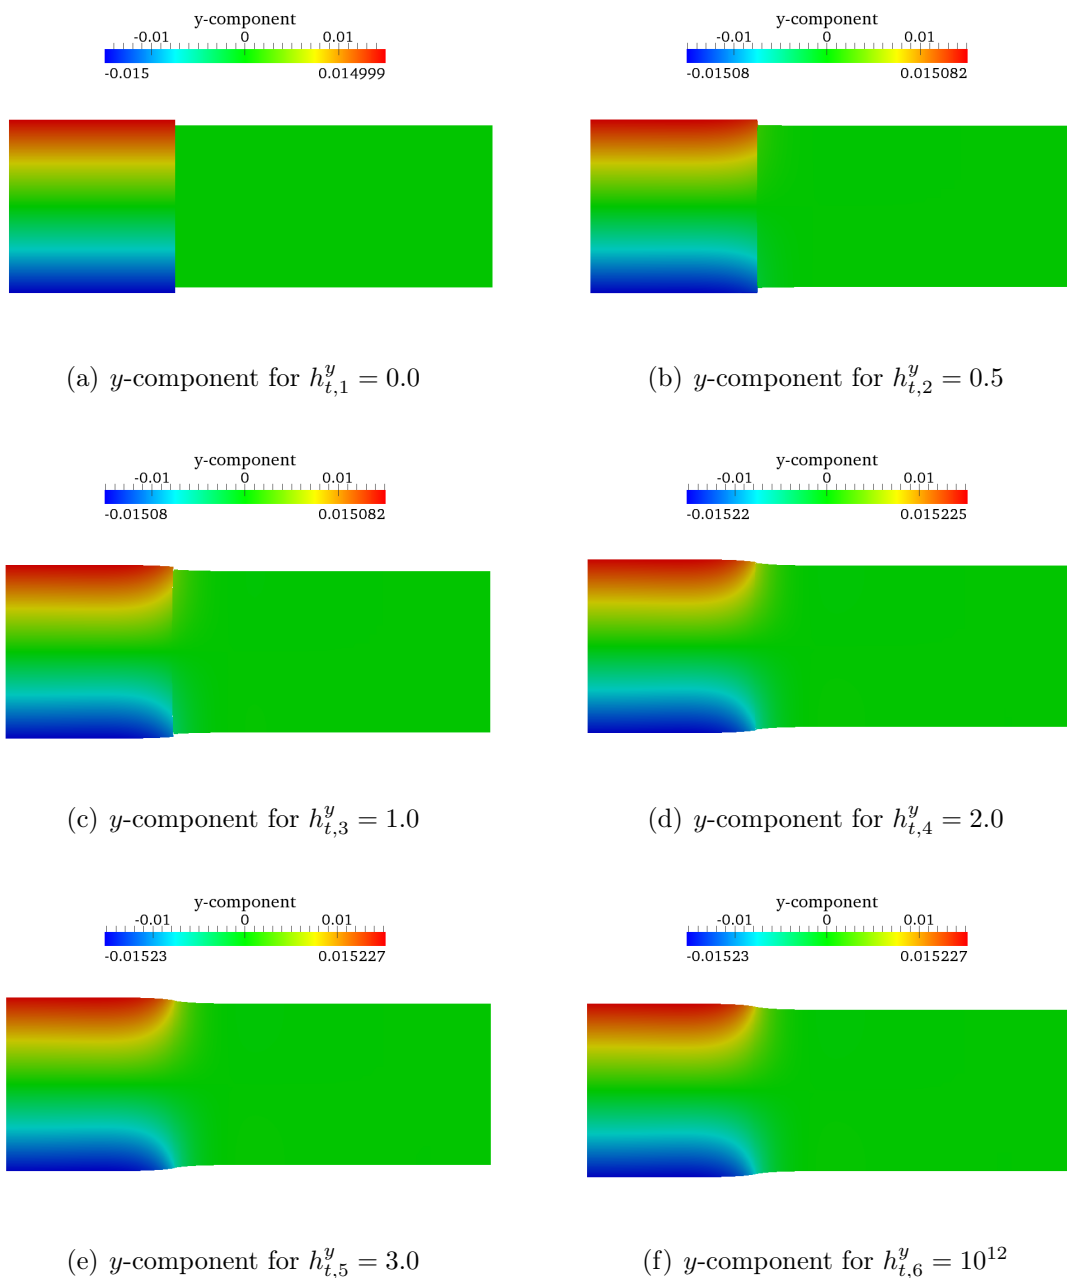 y-component
-0.01 0 0.01
-0.015 0.014999
y-component
-0.01 0 0.01
-0.01508 0.015082
(a) y-component for h^y_{t,1} = 0.0
(b) y-component for h^y_{t,2} = 0.5
y-component
-0.01 0 0.01
-0.01508 0.015082
y-component
-0.01 0 0.01
-0.01522 0.015225
(c) y-component for h^y_{t,3} = 1.0
(d) y-component for h^y_{t,4} = 2.0
y-component
-0.01 0 0.01
-0.01523 0.015227
y-component
-0.01 0 0.01
-0.01523 0.015227
(e) y-component for h^y_{t,5} = 3.0
(f) y-component for h^y_{t,6} = 10^{12}